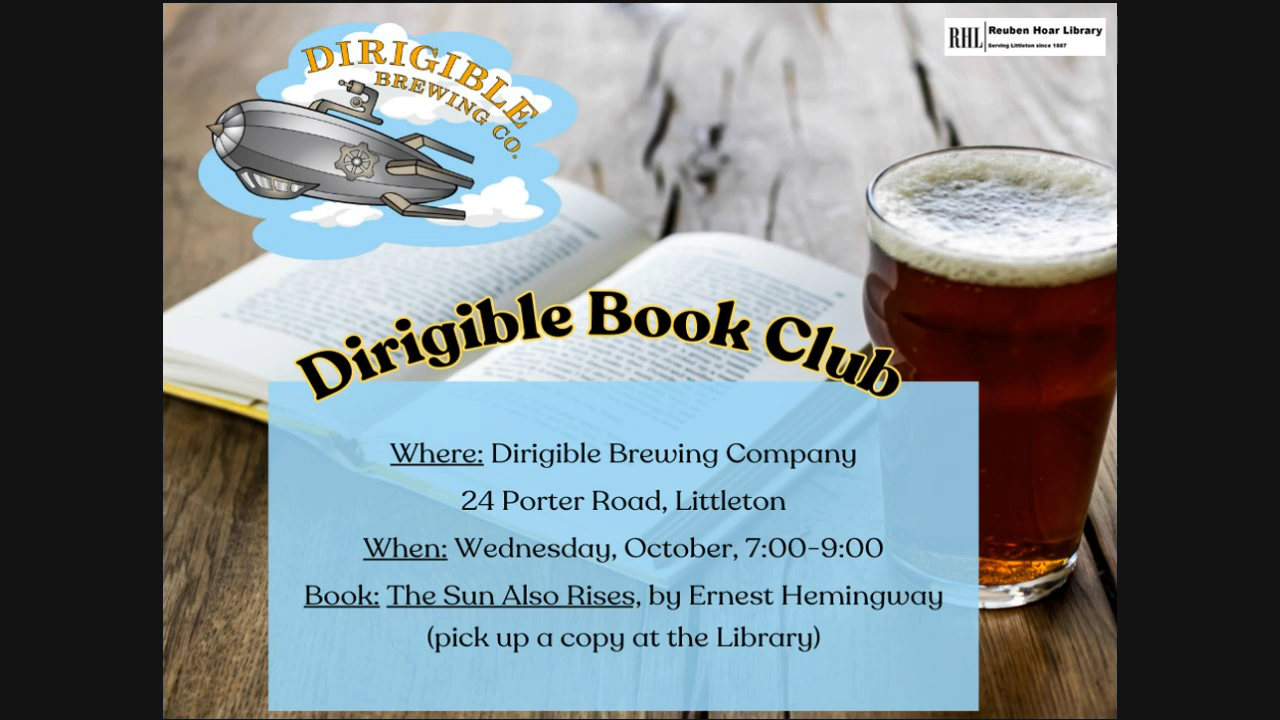 DIRIGIBLE
BREWING CO.
RHL
Reuben Hoar Library
Serving Littleton since 1887
Dirigible Book Club
Where: Dirigible Brewing Company
24 Porter Road, Littleton
When: Wednesday, October, 7:00-9:00
Book: The Sun Also Rises, by Ernest Hemingway
(pick up a copy at the Library)